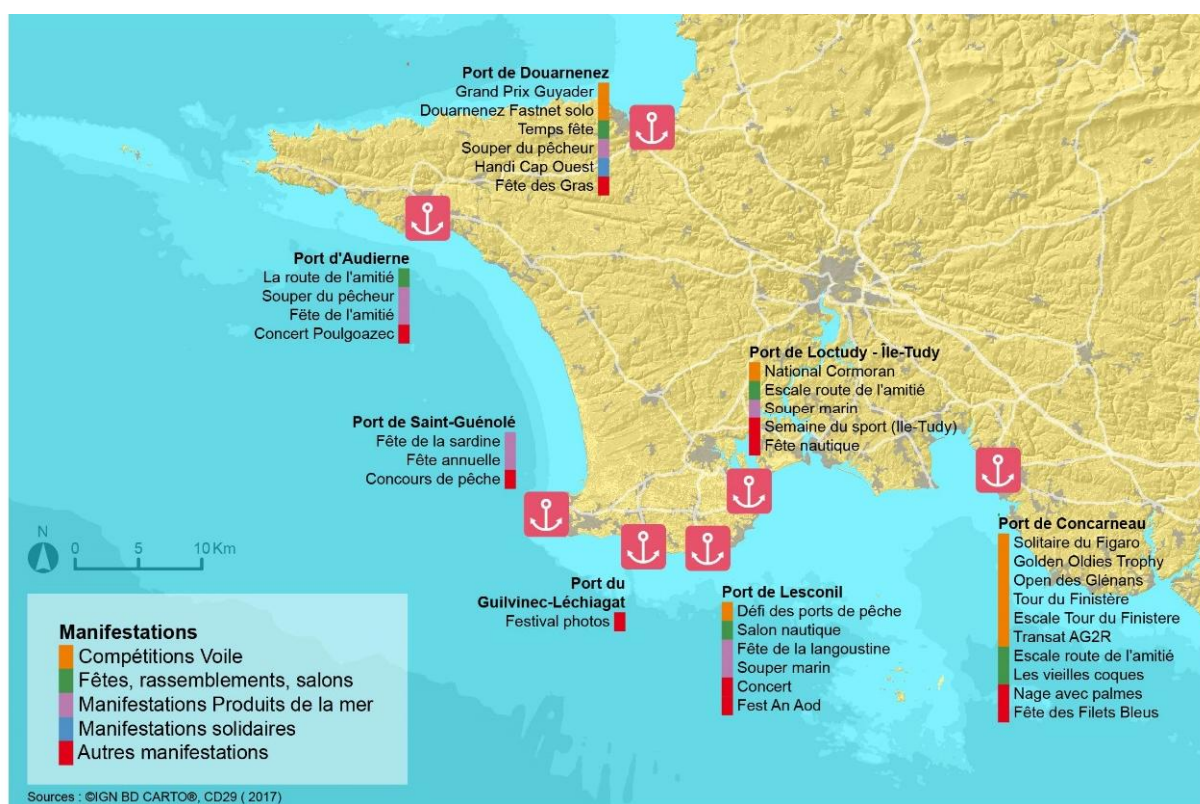 Port de Douarnenez
Grand Prix Guyader
Douarnenez Fastnet solo
Temps fête
Souper du pêcheur
Handi Cap Ouest
Fête des Gras
Port d'Audierne
La route de l'amitié
Souper du pêcheur
Fête de l'amitié
Concert Poulgoazec
Port de Loctudy - Île-Tudy
National Cormoran
Escale route de l'amitié
Souper marin
Semaine du sport (Ile-Tudy)
Fête nautique
Port de Saint-Guénolé
Fête de la sardine
Fête annuelle
Concours de pêche
Port de Concarneau
Solitaire du Figaro
Golden Oldies Trophy
Open des Glénans
Tour du Finistère
Escale Tour du Finistere
Transat AG2R
Escale route de l'amitié
Les vieilles coques
Nage avec palmes
Fête des Filets Bleus
Port du
Guilvinec-Léchiagat
Festival photos
Port de Lesconil
Défi des ports de pêche
Salon nautique
Fête de la langoustine
Souper marin
Concert
Fest An Aod
N
0 5 10 Km
Manifestations
Compétitions Voile
Fêtes, rassemblements, salons
Manifestations Produits de la mer
Manifestations solidaires
Autres manifestations
Sources : ©IGN BD CARTO®, CD29 ( 2017)